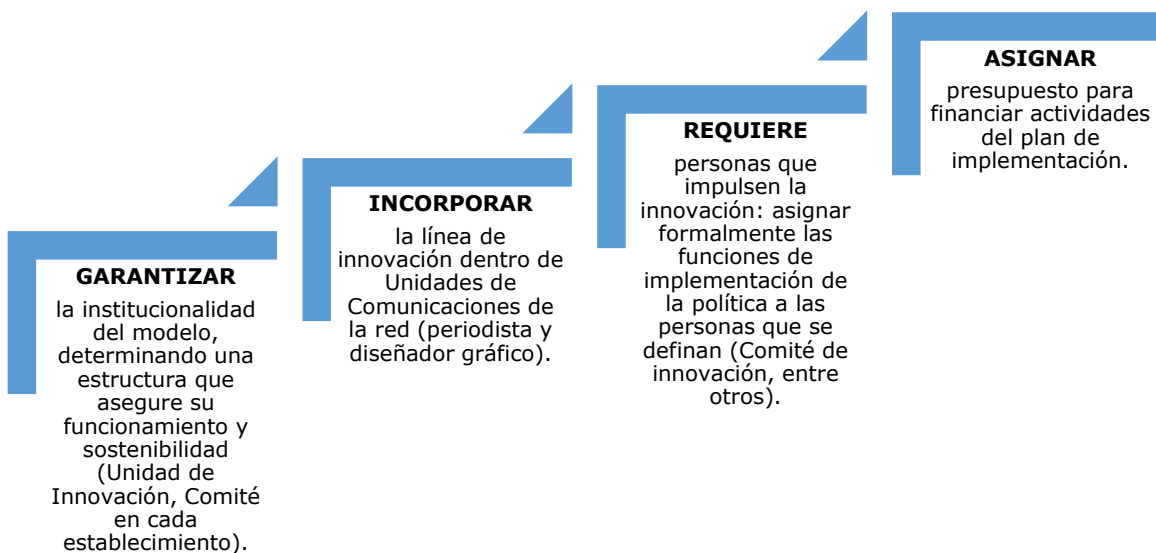 GARANTIZAR
la institucionalidad
del modelo,
determinando una
estructura que
asegure su
funcionamiento y
sostenibilidad
(Unidad de
Innovación, Comité
en cada
establecimiento).
INCORPORAR
la línea de
innovación dentro de
Unidades de
Comunicaciones de
la red (periodista y
diseñador gráfico).
REQUIERE
personas que
impulsen la
innovación: asignar
formalmente las
funciones de
implementación de
la política a las
personas que se
definan (Comité de
innovación, entre
otros).
ASIGNAR
presupuesto para
financiar actividades
del plan de
implementación.